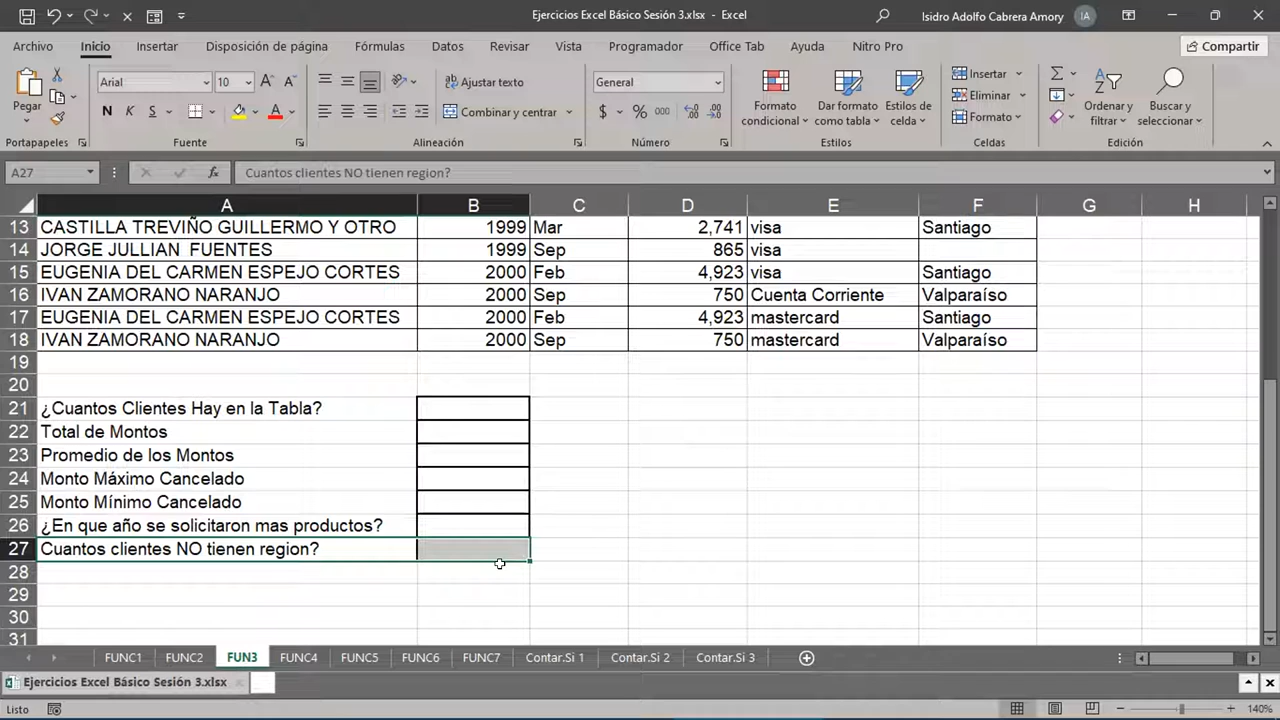 Ejercicios Excel Básico Sesión 3.xlsx - Excel
Isidro Adolfo Cabrera Amory
IA
Archivo Inicio Insertar Disposición de página Fórmulas Datos Revisar Vista Programador Office Tab Ayuda Nitro Pro
Compartir
Pegar
Arial 10
N K S
Ajustar texto
Combinar y centrar
General
$ % 000
Formato condicional
Dar formato como tabla
Estilos de celda
Insertar
Eliminar
Formato
Ordenar y filtrar
Buscar y seleccionar
Portapapeles Fuente Alineación Número Estilos Celdas Edición
A27 fx Cuantos clientes NO tienen region?
A B C D E F G H
13 CASTILLA TREVIÑO GUILLERMO Y OTRO 1999 Mar 2,741 visa Santiago
14 JORGE JULLIAN  FUENTES 1999 Sep 865 visa
15 EUGENIA DEL CARMEN ESPEJO CORTES 2000 Feb 4,923 visa Santiago
16 IVAN ZAMORANO NARANJO 2000 Sep 750 Cuenta Corriente Valparaíso
17 EUGENIA DEL CARMEN ESPEJO CORTES 2000 Feb 4,923 mastercard Santiago
18 IVAN ZAMORANO NARANJO 2000 Sep 750 mastercard Valparaíso
19
20
21 ¿Cuantos Clientes Hay en la Tabla?
22 Total de Montos
23 Promedio de los Montos
24 Monto Máximo Cancelado
25 Monto Mínimo Cancelado
26 ¿En que año se solicitaron mas productos?
27 Cuantos clientes NO tienen region?
28
29
30
31
FUNC1 FUNC2 FUN3 FUNC4 FUNC5 FUNC6 FUNC7 Contar.Si 1 Contar.Si 2 Contar.Si 3
Ejercicios Excel Básico Sesión 3.xlsx
Listo
140%